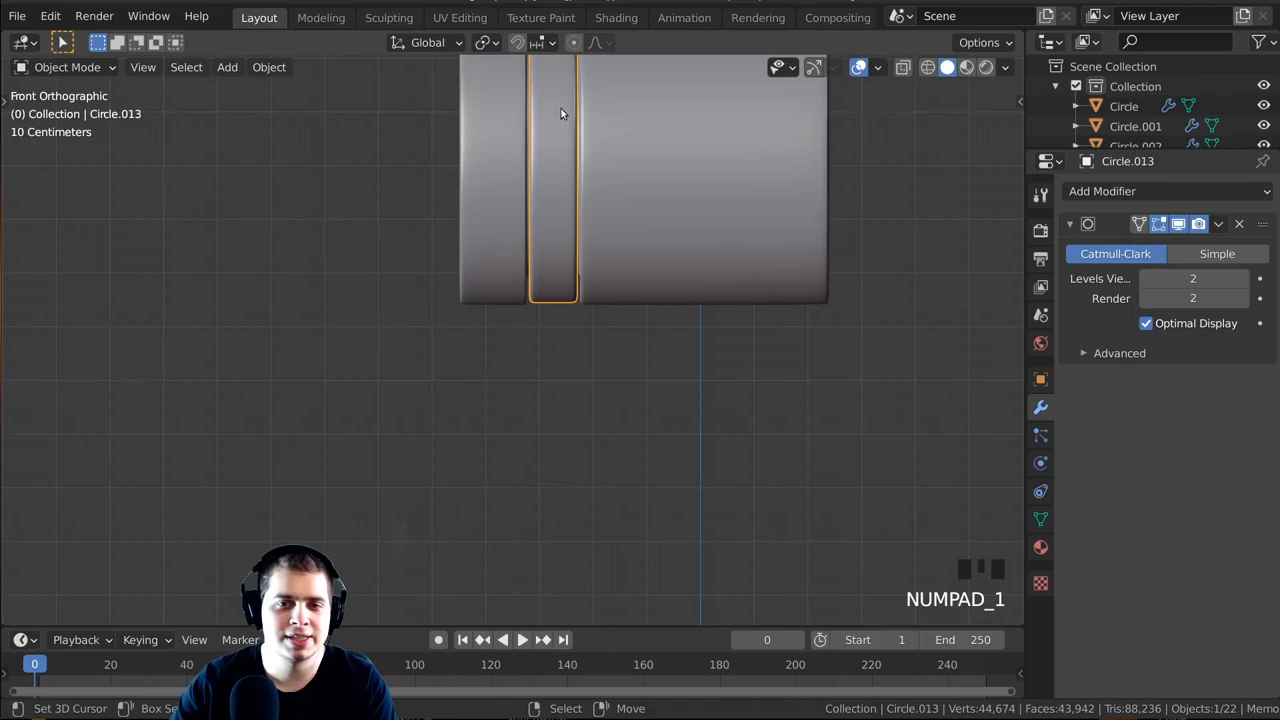 File Edit Render Window Help Layout Modeling Sculpting UV Editing Texture Paint Shading Animation Rendering Compositing Scene View Layer
Global Options
Object Mode View Select Add Object
Front Orthographic
(0) Collection | Circle.013
10 Centimeters
Scene Collection
Collection
Circle
Circle.001
Circle.002
Circle.013
Add Modifier
Catmull-Clark Simple
Levels Vie... 2
Render 2
Optimal Display
Advanced
NUMPAD_1
Playback Keying View Marker 0 Start 1 End 250
0 20 40 100 120 140 160 180 200 220 240
Set 3D Cursor Box Se Select Move Collection | Circle.013 | Verts:44,674 | Faces:43,942 | Tris:88,236 | Objects:1/22 | Memo